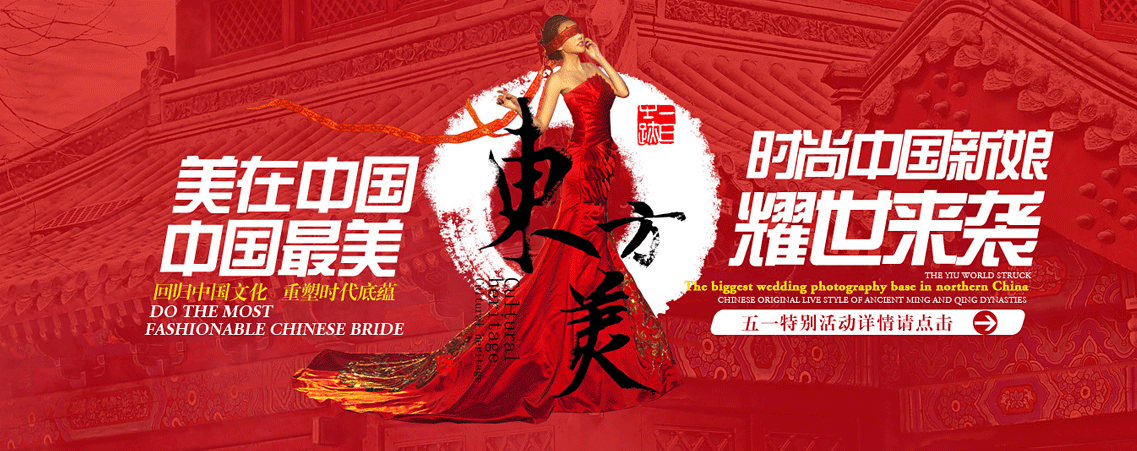 美在中国
中国最美
回归中国文化 重塑时代底蕴
DO THE MOST
FASHIONABLE CHINESE BRIDE
東方美
Cultural
heritage
时尚中国新娘
耀世来袭
THE YIU WORLD STRUCK
The biggest wedding photography base in northern China
CHINESE ORIGINAL LIVE STYLE OF ANCIENT MING AND QING DYNASTIES
五一特别活动详情请点击